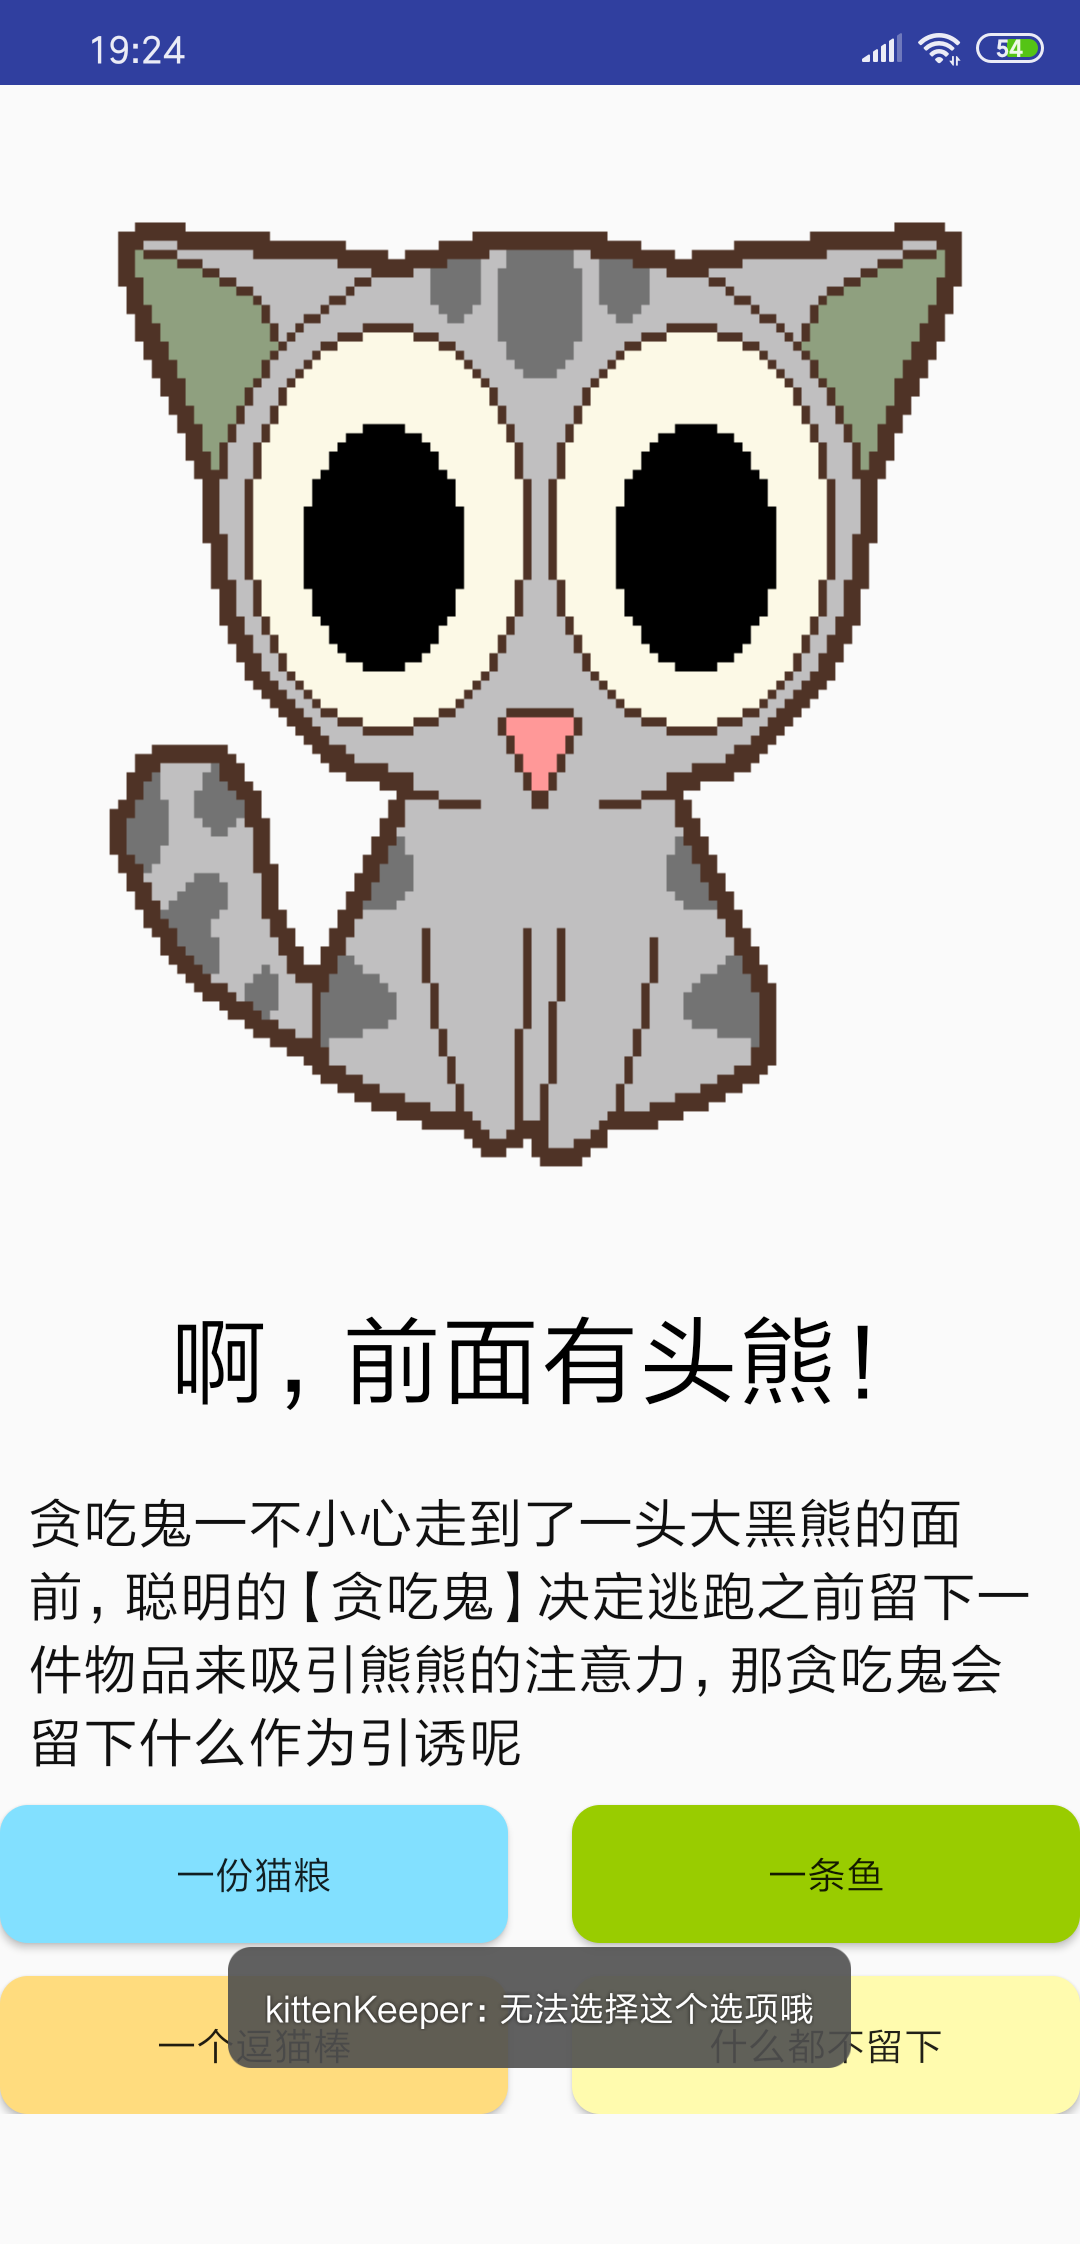 19:24
54
啊，前面有头熊！
贪吃鬼一不小心走到了一头大黑熊的面
前，聪明的【贪吃鬼】决定逃跑之前留下一
件物品来吸引熊熊的注意力，那贪吃鬼会
留下什么作为引诱呢
一份猫粮
一条鱼
kittenKeeper：无法选择这个选项哦
一个逗猫棒
什么都不留下